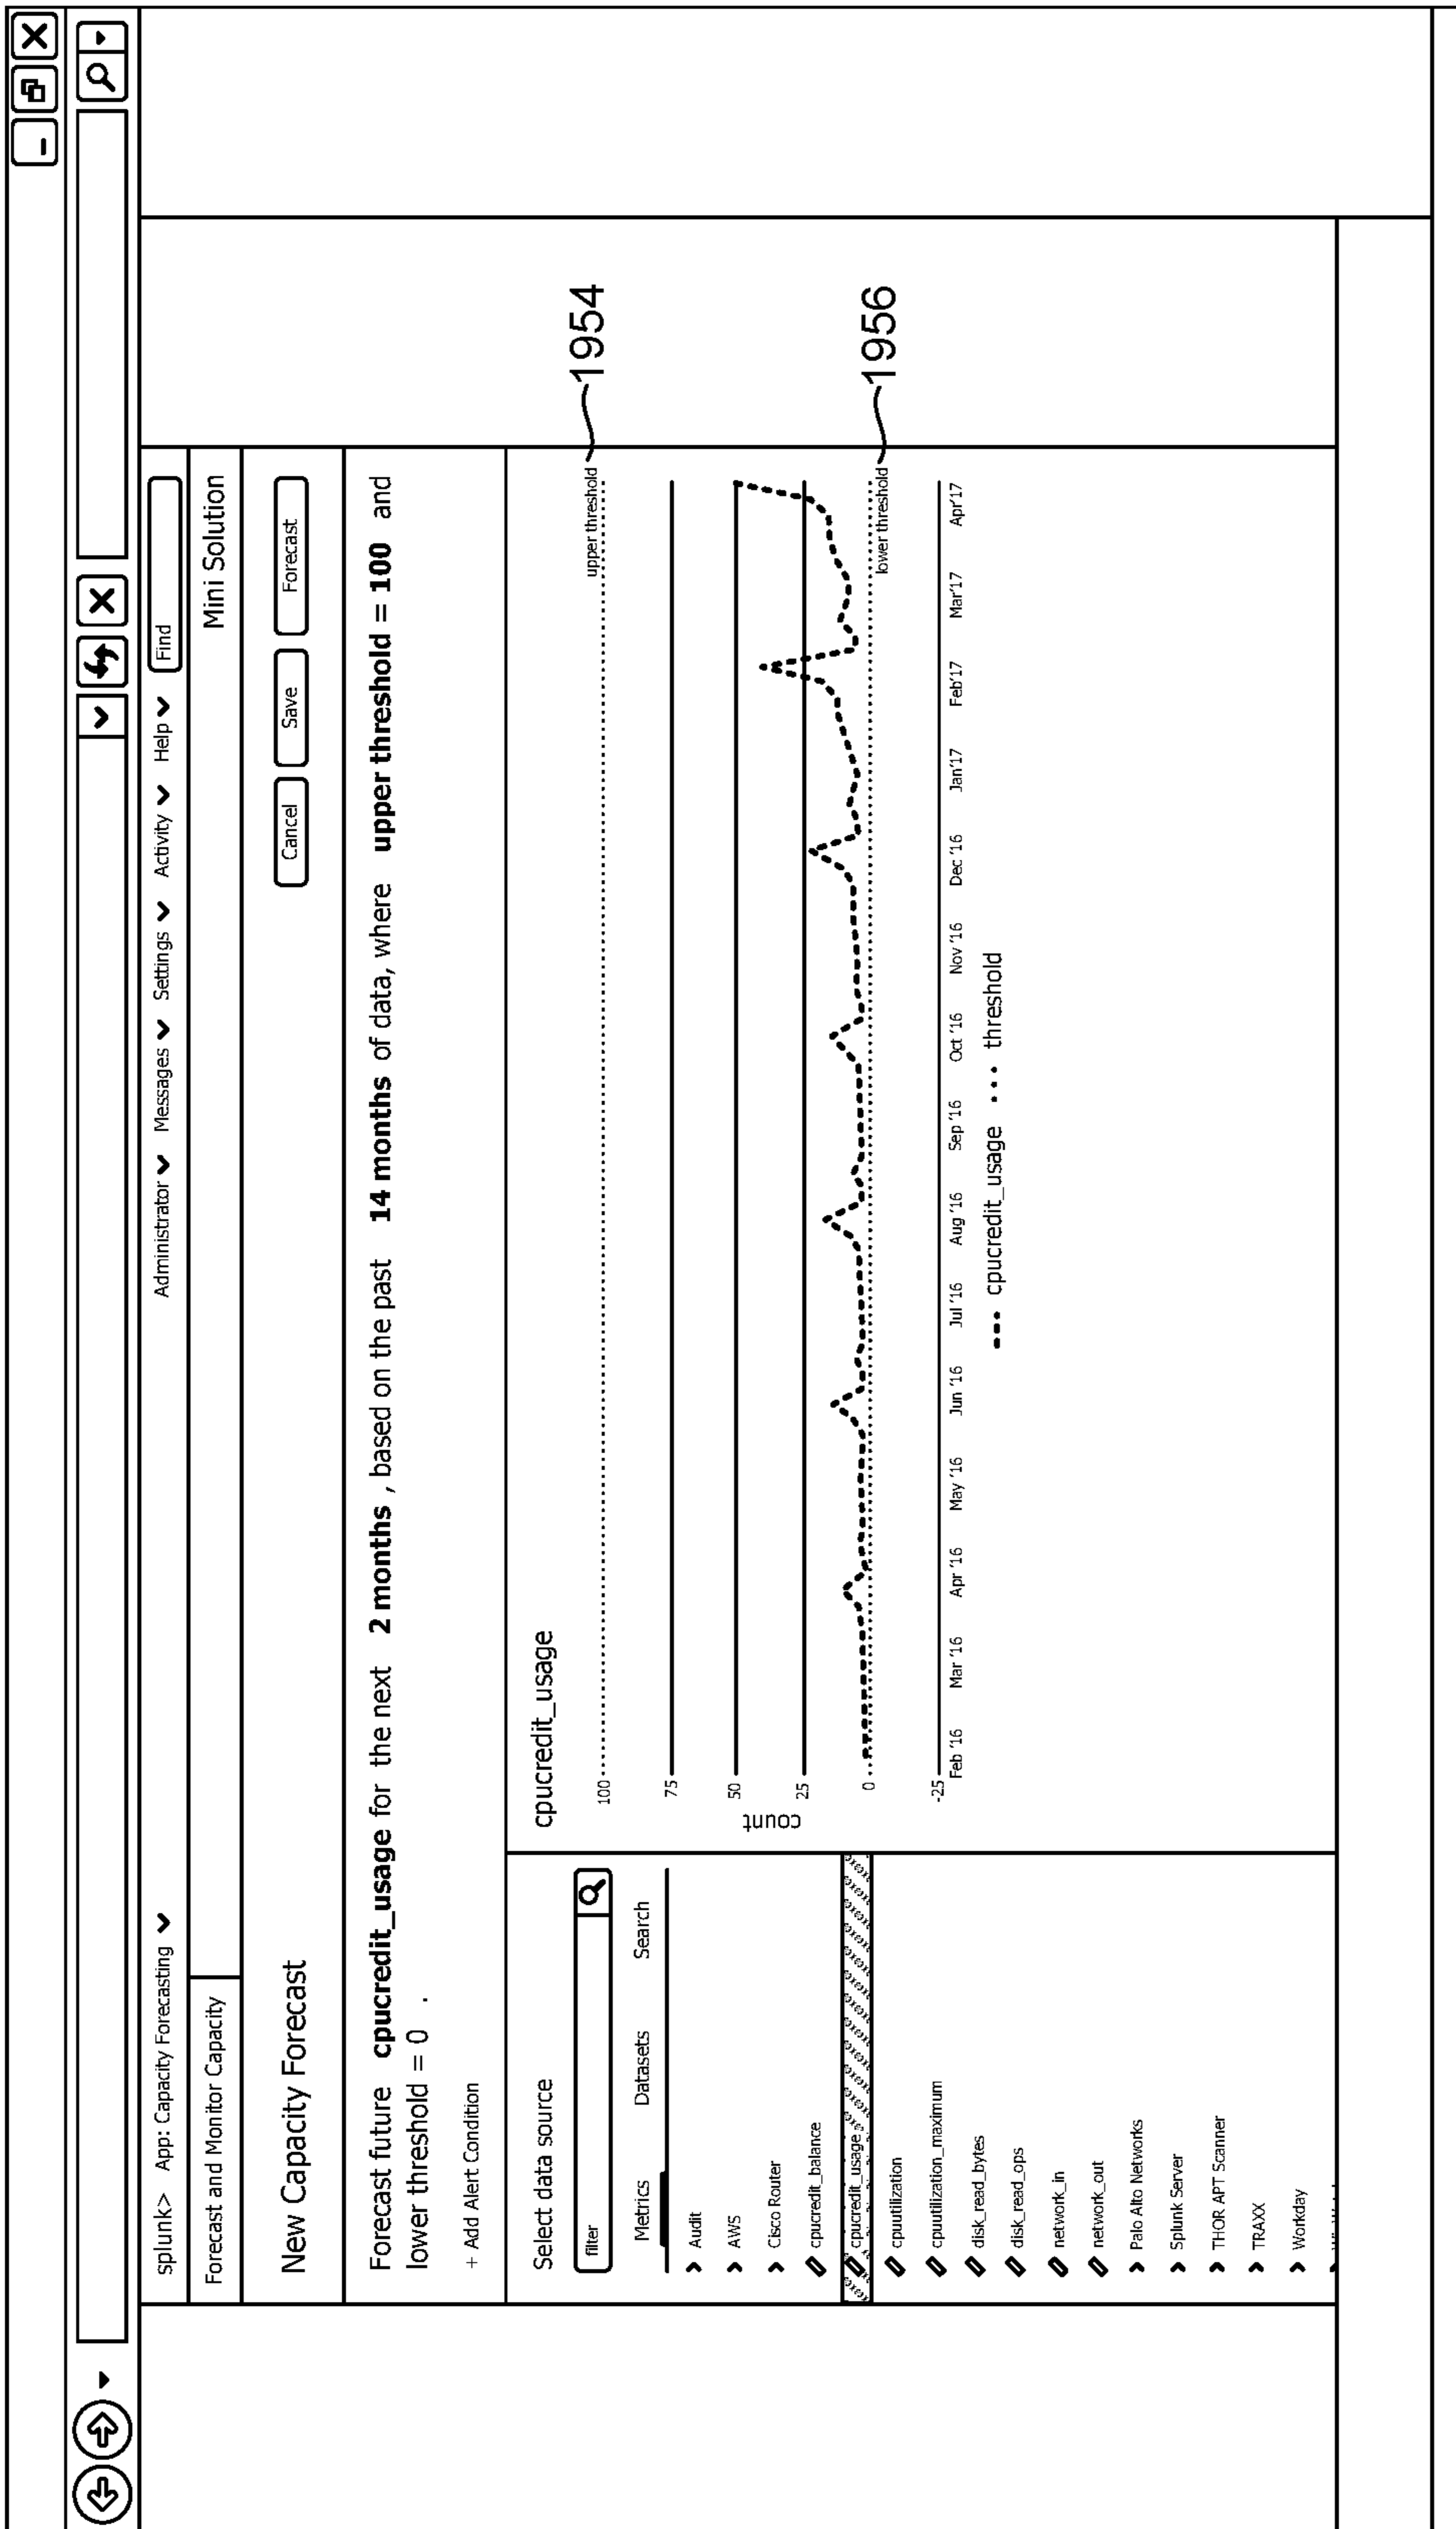 splunk> App: Capacity Forecasting Administrator Messages Settings Activity Help Find
Forecast and Monitor Capacity Mini Solution
New Capacity Forecast Cancel Save Forecast
Forecast future cpucredit_usage for the next 2 months , based on the past 14 months of data, where upper threshold = 100 and
lower threshold = 0 .
+ Add Alert Condition
Select data source
filter
Metrics Datasets Search
Audit
AWS
Cisco Router
cpucredit_balance
cpucredit_usage
cpuutilization
cpuutilization_maximum
disk_read_bytes
disk_read_ops
network_in
network_out
Palo Alto Networks
Splunk Server
THOR APT Scanner
TRAXX
Workday
cpucredit_usage
upper threshold
1954
100
75
50
25
0
-25
count
lower threshold
1956
Feb '16 Mar '16 Apr '16 May '16 Jun '16 Jul '16 Aug '16 Sep '16 Oct '16 Nov '16 Dec '16 Jan'17 Feb'17 Mar'17 Apr'17
cpucredit_usage threshold